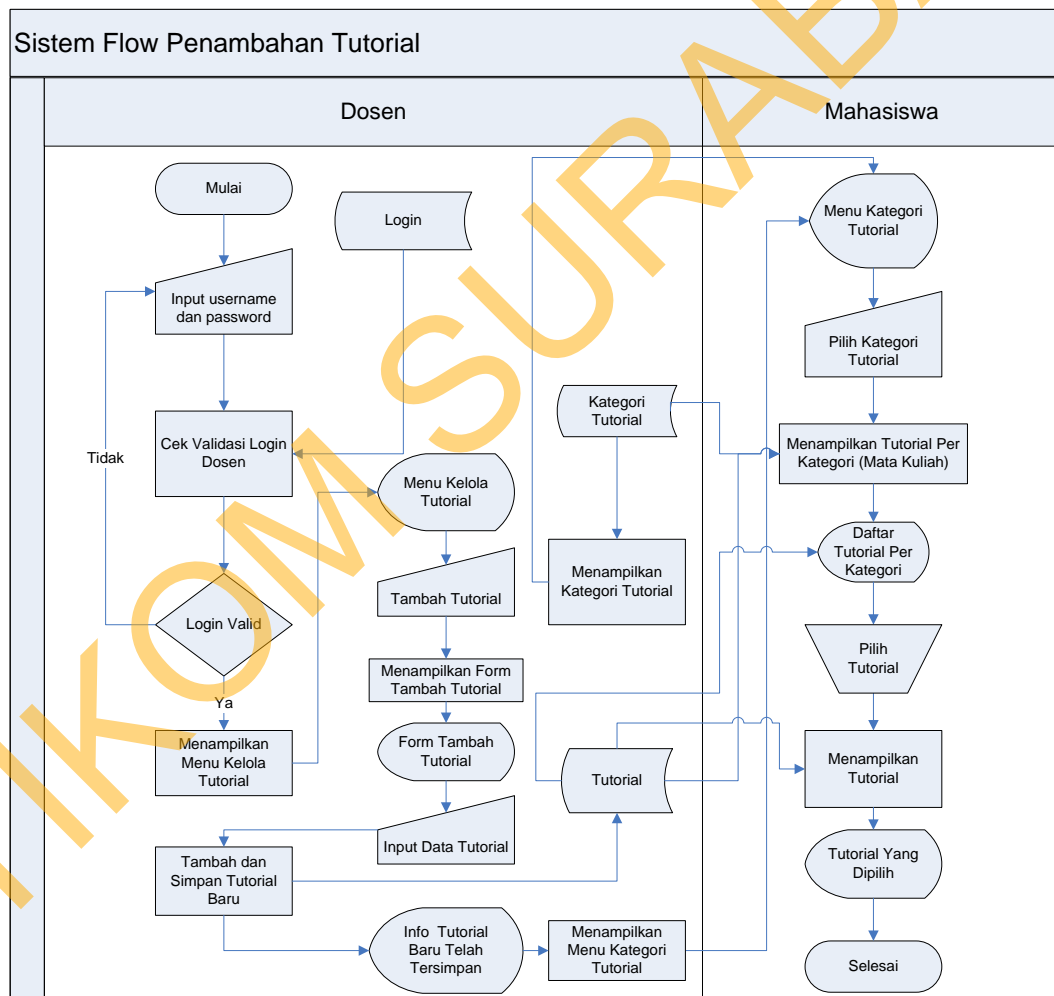 Sistem Flow Penambahan Tutorial
Dosen
Mahasiswa
Mulai
Login
Input username
dan password
Cek Validasi Login
Dosen
Tidak
Login Valid
Ya
Menampilkan
Menu Kelola
Tutorial
Menu Kelola
Tutorial
Tambah Tutorial
Menampilkan Form
Tambah Tutorial
Form Tambah
Tutorial
Input Data Tutorial
Tambah dan
Simpan Tutorial
Baru
Info Tutorial
Baru Telah
Tersimpan
Menampilkan
Menu Kategori
Tutorial
Kategori
Tutorial
Menampilkan
Kategori Tutorial
Tutorial
Menu Kategori
Tutorial
Pilih Kategori
Tutorial
Menampilkan Tutorial Per
Kategori (Mata Kuliah)
Daftar
Tutorial Per
Kategori
Pilih
Tutorial
Menampilkan
Tutorial
Tutorial Yang
Dipilih
Selesai